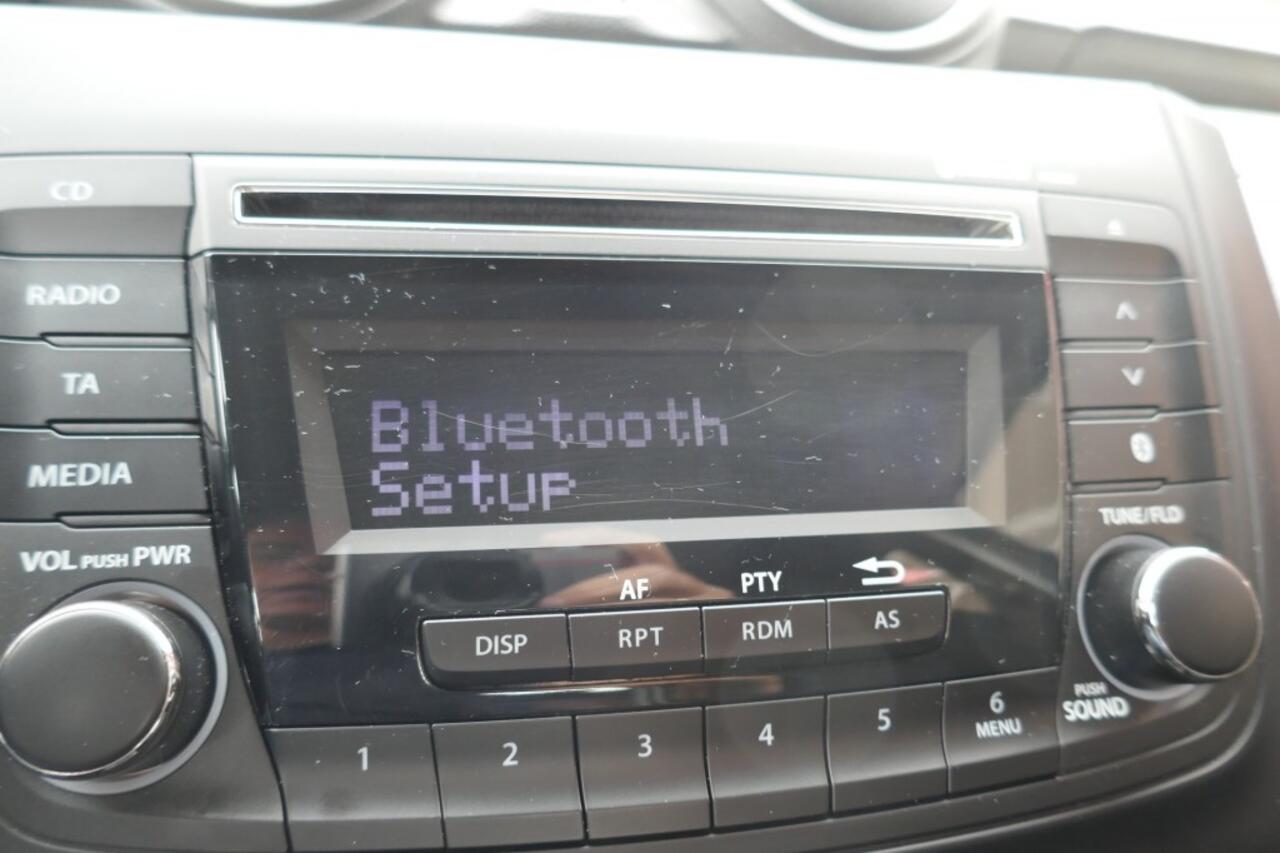 CD
RADIO
TA
MEDIA
VOL PUSH PWR
Bluetooth
Setup
AF
PTY
DISP
RPT
RDM
AS
1
2
3
4
5
6
MENU
TUNE/FLD
PUSH
SOUND